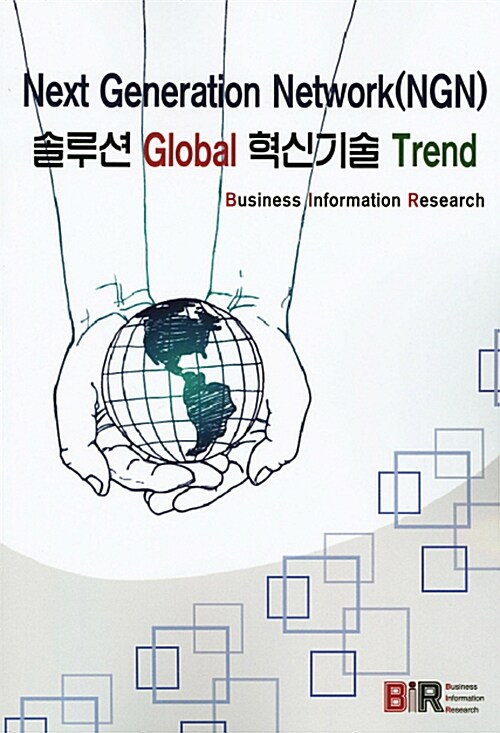 Next Generation Network(NGN)
솔루션 Global 혁신기술 Trend
Business Information Research
BiR
Business
Information
Research